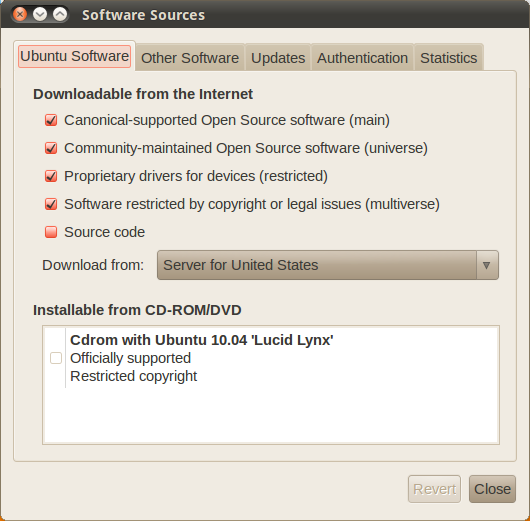 Software Sources
Ubuntu Software Other Software Updates Authentication Statistics
Downloadable from the Internet
Canonical-supported Open Source software (main)
Community-maintained Open Source software (universe)
Proprietary drivers for devices (restricted)
Software restricted by copyright or legal issues (multiverse)
Source code
Download from: Server for United States
Installable from CD-ROM/DVD
Cdrom with Ubuntu 10.04 'Lucid Lynx'
Officially supported
Restricted copyright
Revert Close